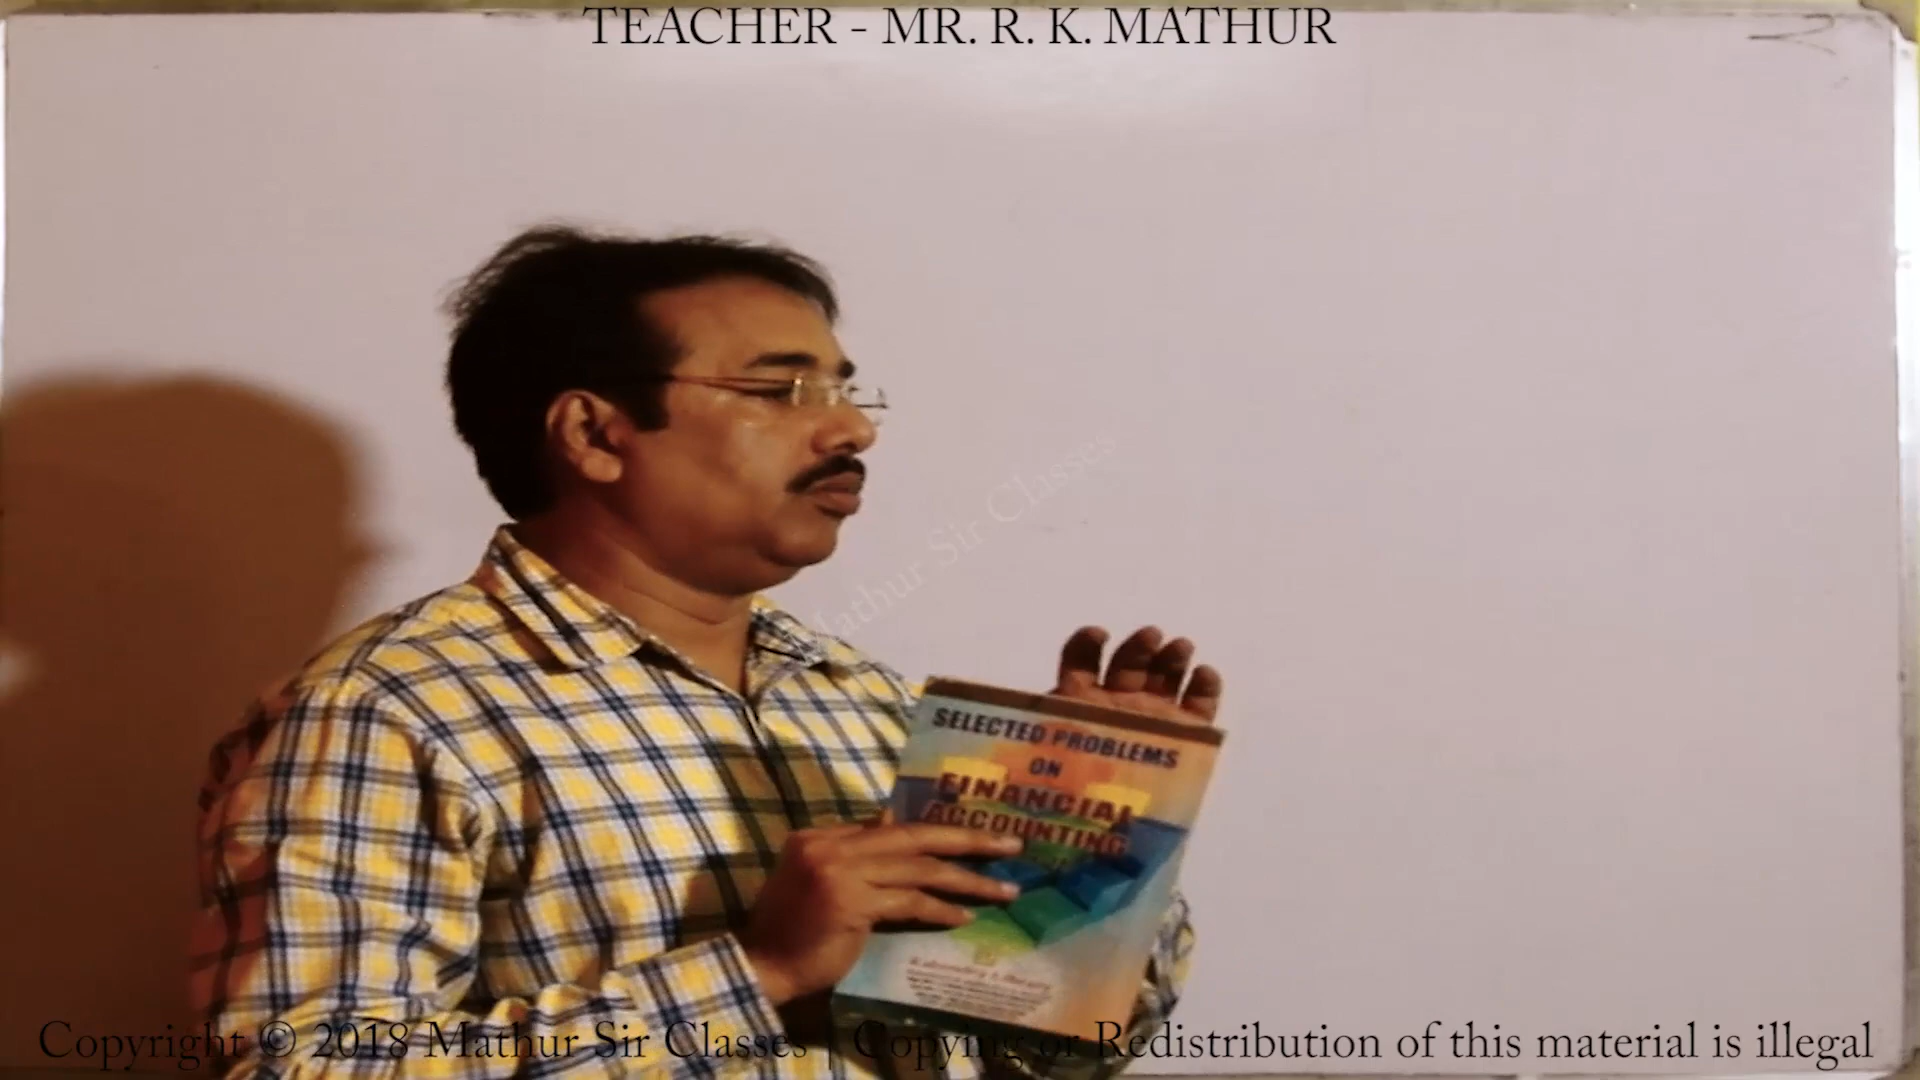 TEACHER - MR. R. K. MATHUR
Mathur Sir Classes
SELECTED PROBLEMS
ON
FINANCIAL
ACCOUNTING
Copyright © 2018 Mathur Sir Classes | Copying or Redistribution of this material is illegal